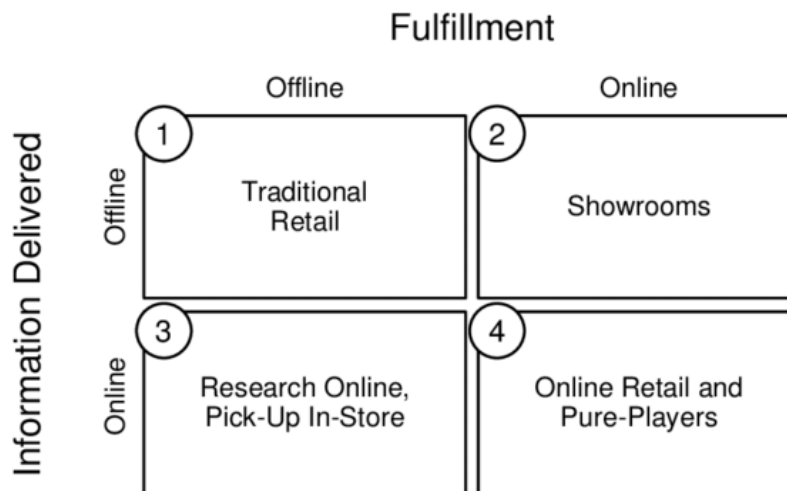 Fulfillment
Offline
Online
Information Delivered
Offline
1
Traditional
Retail
2
Showrooms
Online
3
Research Online,
Pick-Up In-Store
4
Online Retail and
Pure-Players